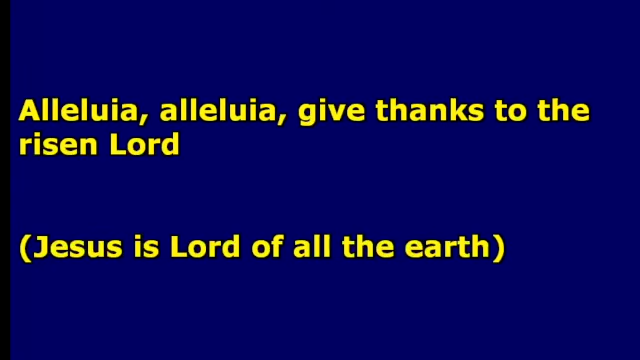 Alleluia, alleluia, give thanks to the
risen Lord
(Jesus is Lord of all the earth)